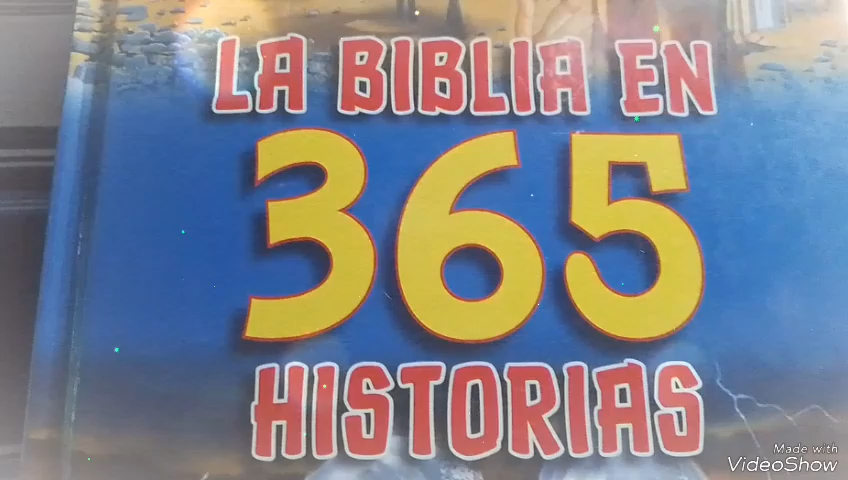 LA BIBLIA EN
365
HISTORIAS
Made with
VideoShow